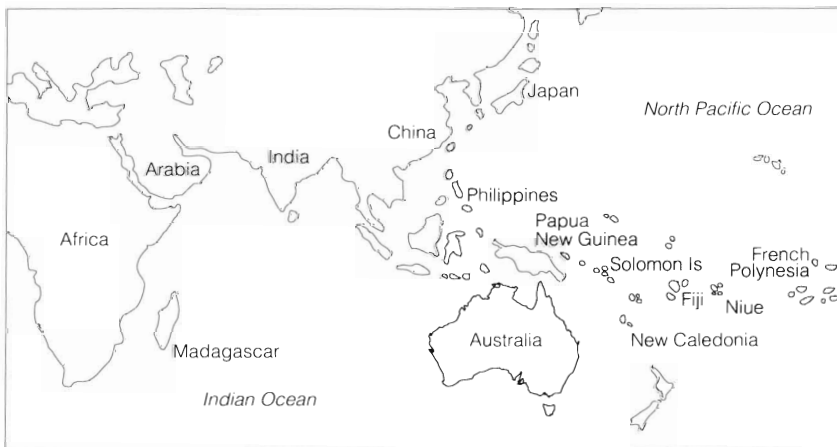 Japan
North Pacific Ocean
China
India
Arabia
Philippines
Africa
Papua
New Guinea
Solomon Is
French
Polynesia
Fiji
Niue
Australia
New Caledonia
Madagascar
Indian Ocean